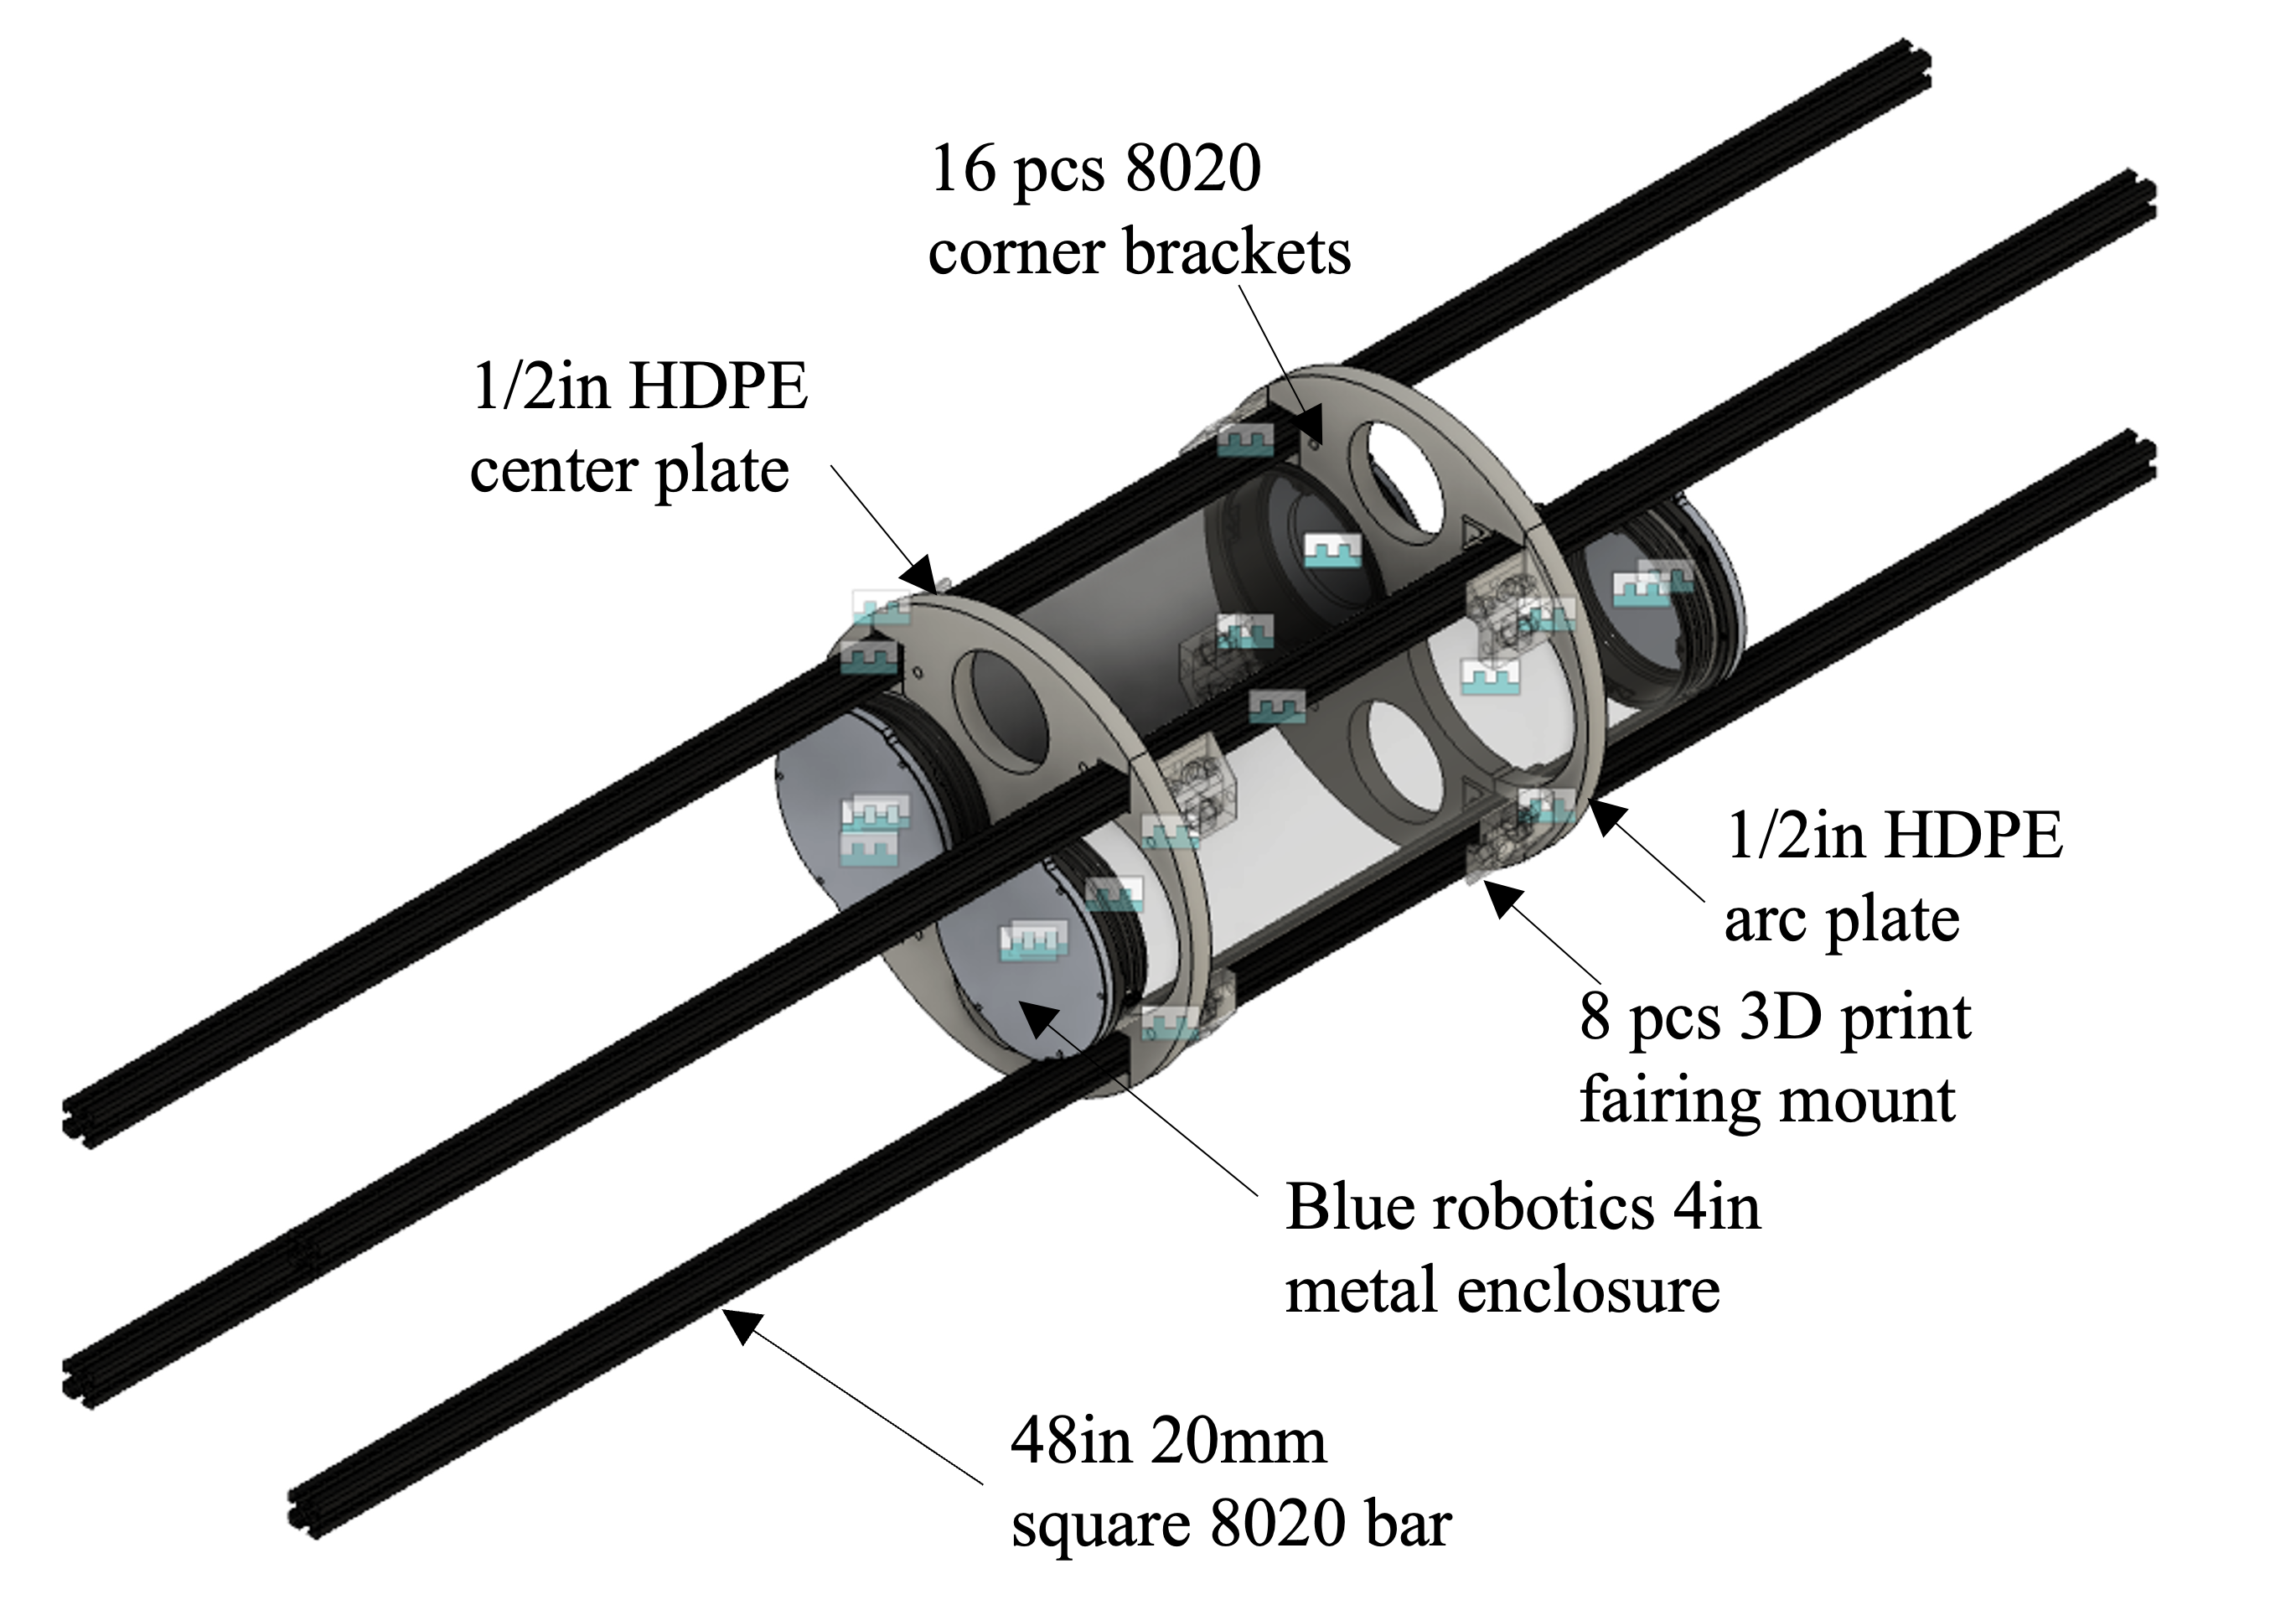 16 pcs 8020
corner brackets
1/2in HDPE
center plate
1/2in HDPE
arc plate
8 pcs 3D print
fairing mount
Blue robotics 4in
metal enclosure
48in 20mm
square 8020 bar